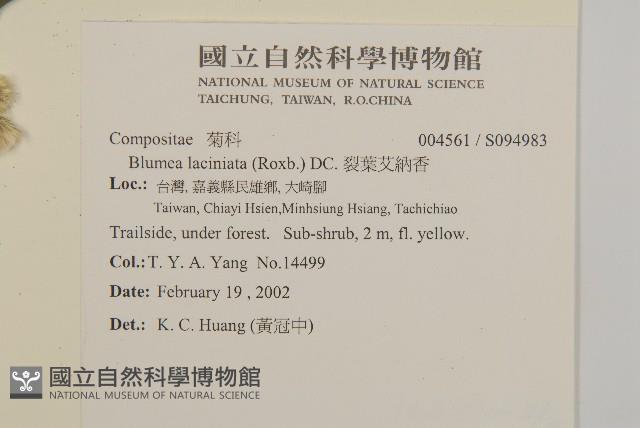 國立自然科學博物館
NATIONAL MUSEUM OF NATURAL SCIENCE
TAICHUNG, TAIWAN, R.O.CHINA
Compositae 菊科 004561 / S094983
Blumea laciniata (Roxb.) DC. 裂葉艾納香
Loc.: 台灣, 嘉義縣民雄鄉, 大崎腳
Taiwan, Chiayi Hsien,Minhsiung Hsiang, Tachichiao
Trailside, under forest. Sub-shrub, 2 m, fl. yellow.
Col.: T. Y. A. Yang No.14499
Date: February 19 , 2002
Det.: K. C. Huang (黃冠中)
國立自然科學博物館
NATIONAL MUSEUM OF NATURAL SCIENCE